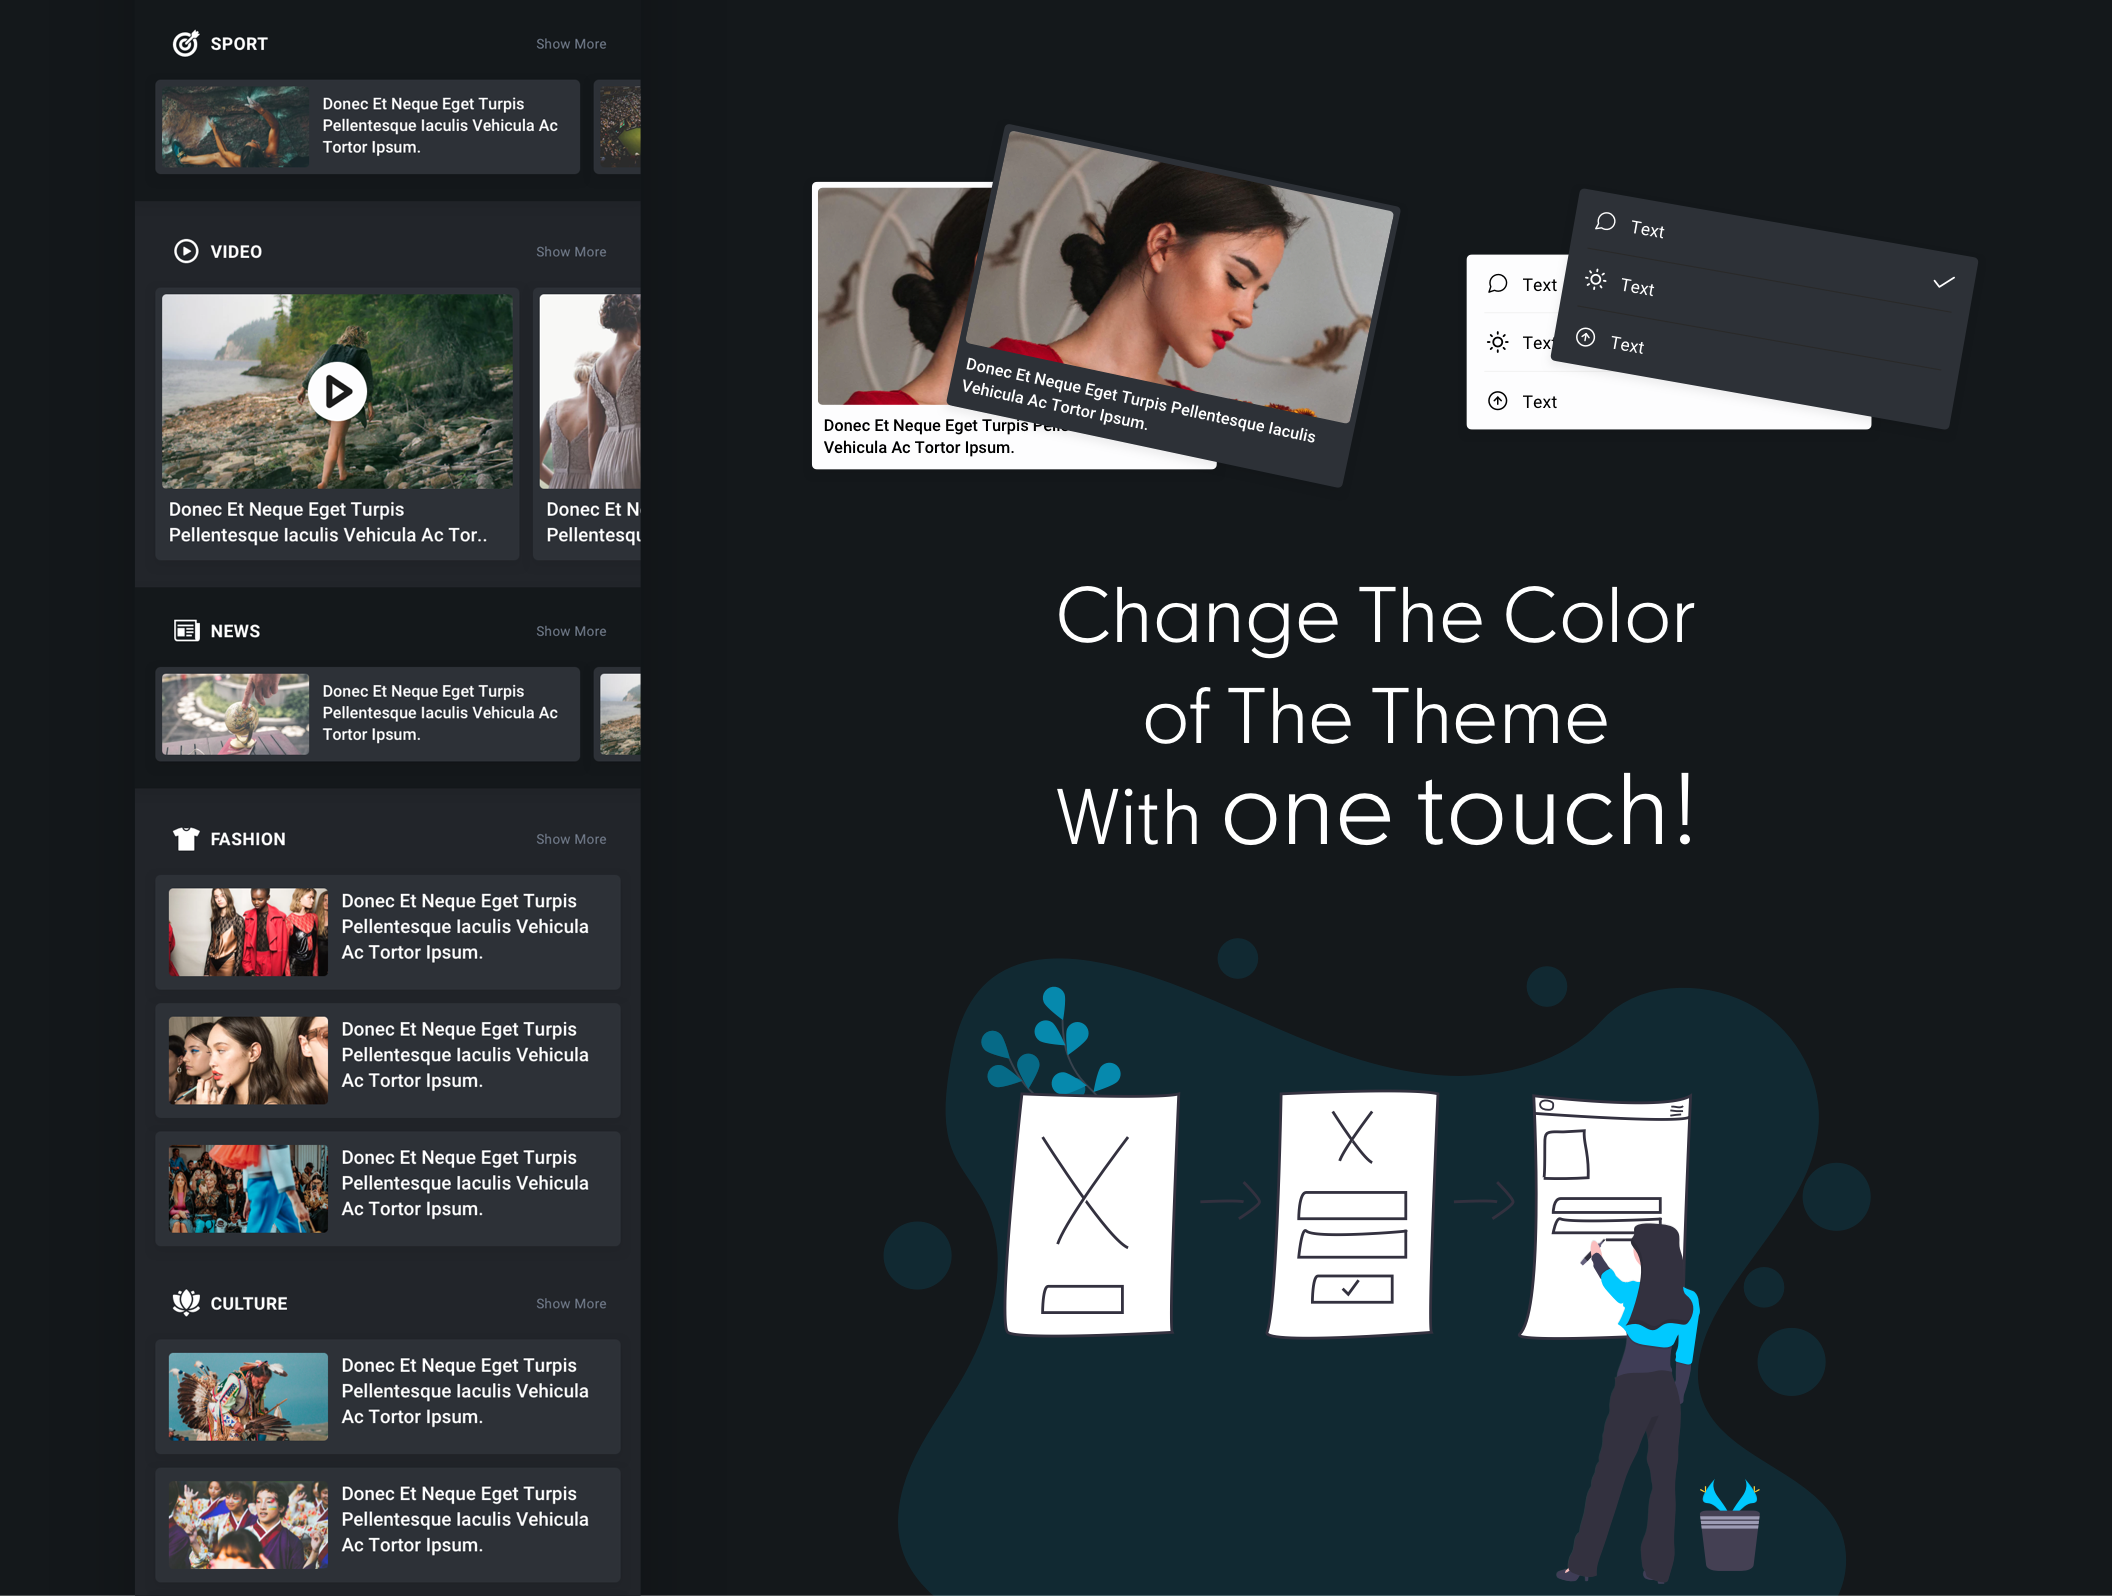 SPORT
Show More
Donec Et Neque Eget Turpis
Pellentesque Iaculis Vehicula Ac
Tortor Ipsum.
VIDEO
Show More
Donec Et Neque Eget Turpis
Pellentesque Iaculis Vehicula Ac Tor..
Donec Et
Pellentesqu
NEWS
Show More
Donec Et Neque Eget Turpis
Pellentesque Iaculis Vehicula Ac
Tortor Ipsum.
FASHION
Show More
Donec Et Neque Eget Turpis
Pellentesque Iaculis Vehicula
Ac Tortor Ipsum.
Donec Et Neque Eget Turpis
Pellentesque Iaculis Vehicula
Ac Tortor Ipsum.
Donec Et Neque Eget Turpis
Pellentesque Iaculis Vehicula
Ac Tortor Ipsum.
CULTURE
Show More
Donec Et Neque Eget Turpis
Pellentesque Iaculis Vehicula
Ac Tortor Ipsum.
Donec Et Neque Eget Turpis
Pellentesque Iaculis Vehicula
Ac Tortor Ipsum.
Donec Et Neque Eget Turpis
Vehicula Ac Tortor Ipsum.
Donec Et Neque Eget Turpis Pellentesque Iaculis
Vehicula Ac Tortor Ipsum.
Text
Text
Text
Text
Text
Text
Change The Color
of The Theme
With one touch!